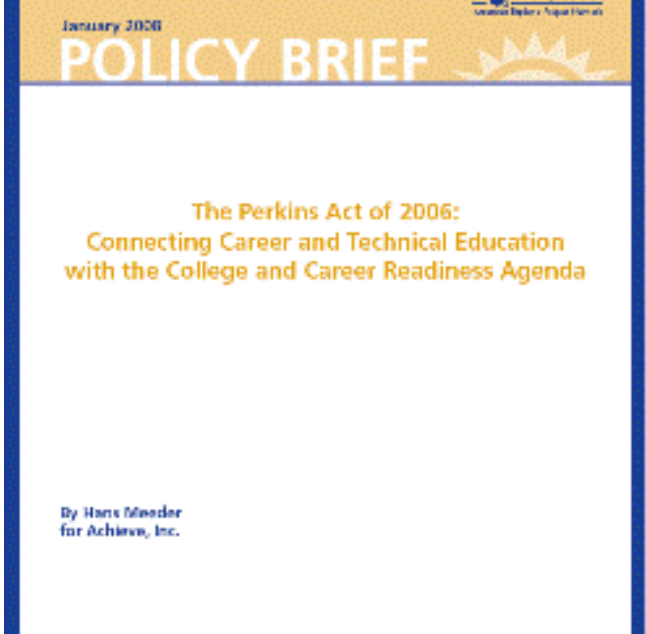 January 2008
POLICY BRIEF
The Perkins Act of 2006:
Connecting Career and Technical Education
with the College and Career Readiness Agenda
By Hans Meeder
for Achieve, Inc.